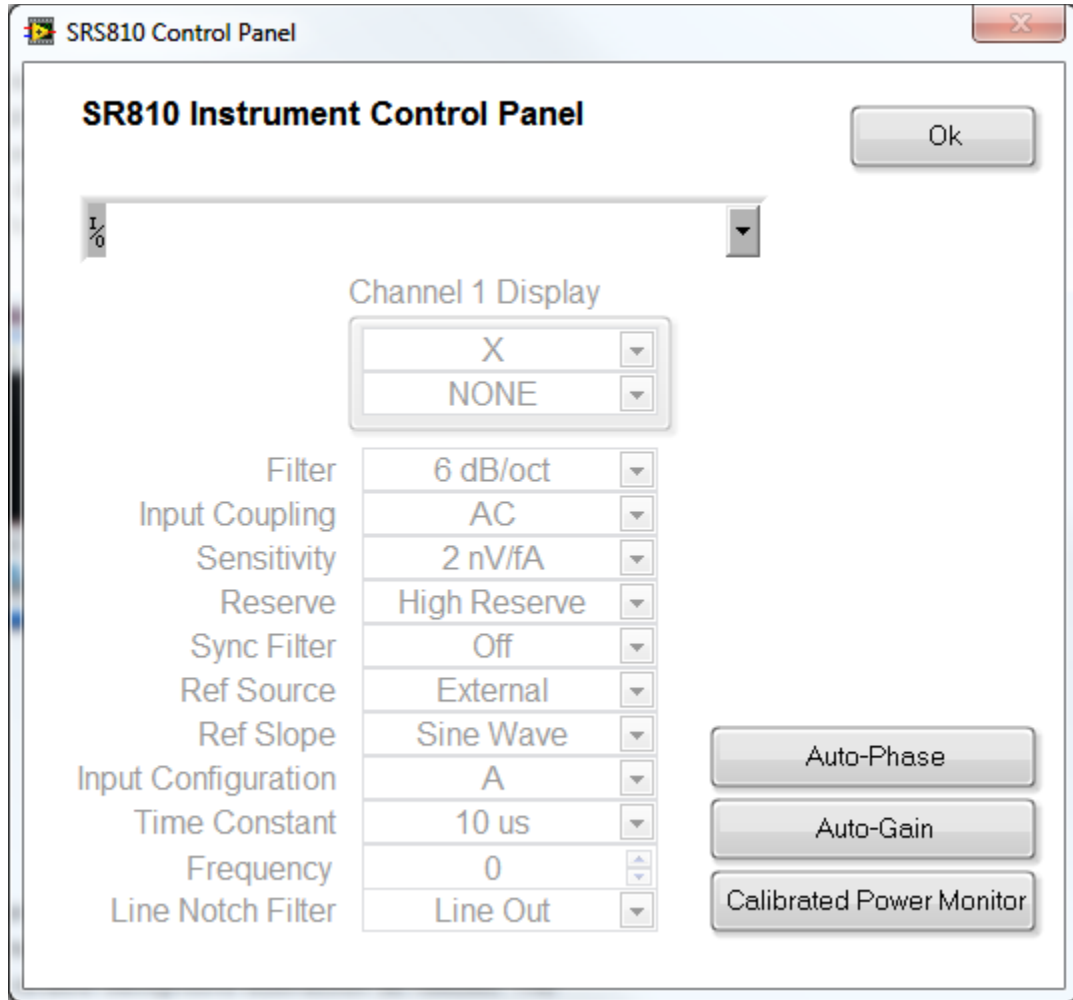 SRS810 Control Panel
SR810 Instrument Control Panel
Ok
I/O
Channel 1 Display
X
NONE
Filter 6 dB/oct
Input Coupling AC
Sensitivity 2 nV/fA
Reserve High Reserve
Sync Filter Off
Ref Source External
Ref Slope Sine Wave
Input Configuration A
Time Constant 10 us
Frequency 0
Line Notch Filter Line Out
Auto-Phase
Auto-Gain
Calibrated Power Monitor